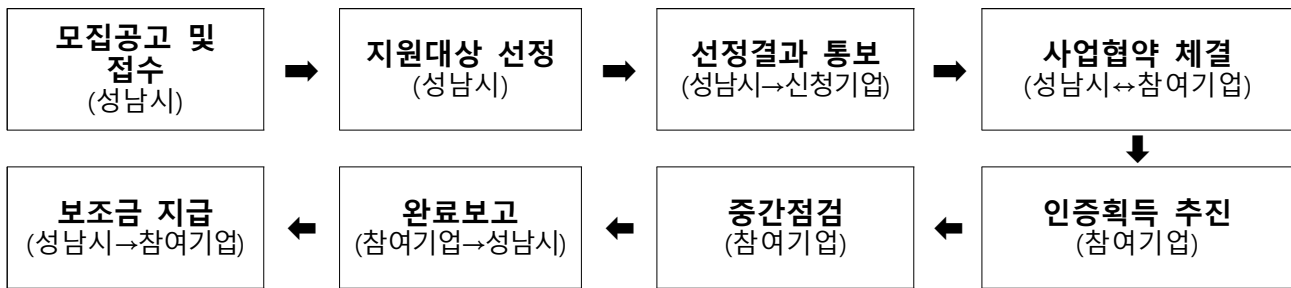 모집공고 및
접수
(성남시)
지원대상 선정
(성남시)
선정결과 통보
(성남시→신청기업)
사업협약 체결
(성남시↔참여기업)
인증획득 추진
(참여기업)
중간점검
(참여기업)
완료보고
(참여기업→성남시)
보조금 지급
(성남시→참여기업)